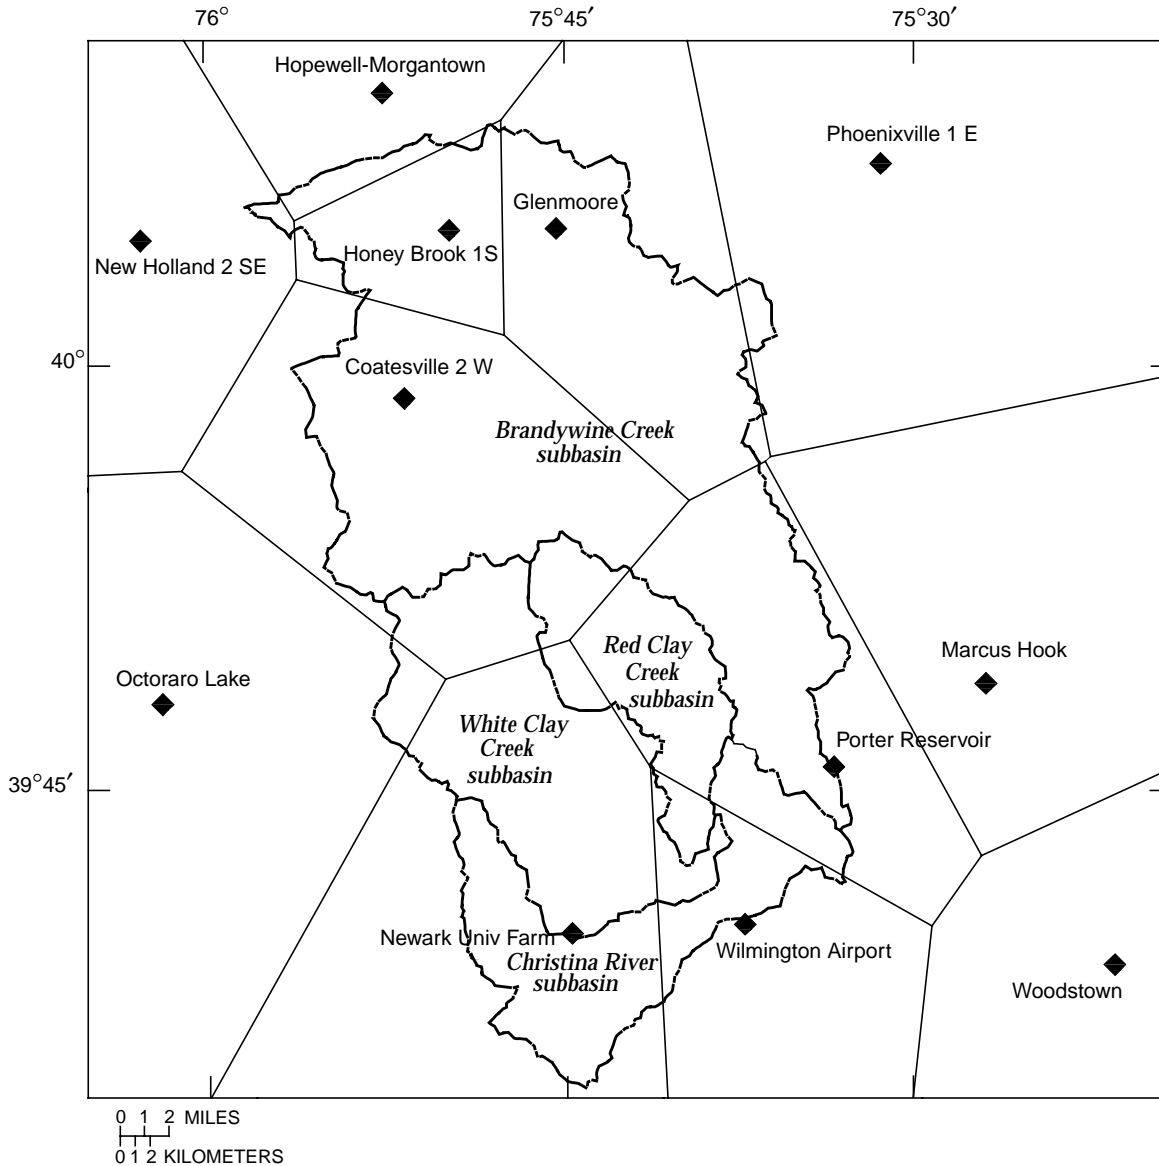 76°
75°45′
75°30′
Hopewell-Morgantown
Phoenixville 1 E
Glenmoore
Honey Brook 1S
New Holland 2 SE
40°
Coatesville 2 W
Brandywine Creek
subbasin
Red Clay
Creek
subbasin
Marcus Hook
Octoraro Lake
White Clay
Creek
subbasin
Porter Reservoir
39°45′
Newark Univ Farm
Wilmington Airport
Christina River
subbasin
Woodstown
0 1 2 MILES
0 1 2 KILOMETERS